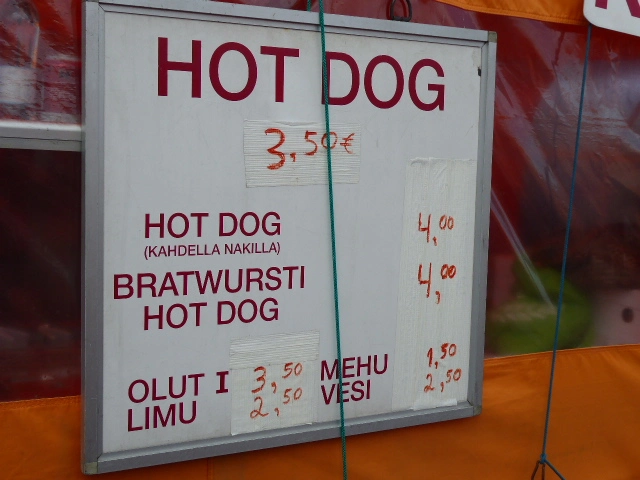 HOT DOG
3,50€
HOT DOG 4,00
(KAHDELLA NAKILLA)
BRATWURSTI 4,00
HOT DOG
OLUT I 3,50 MEHU 1,50
LIMU 2,50 VESI 2,50